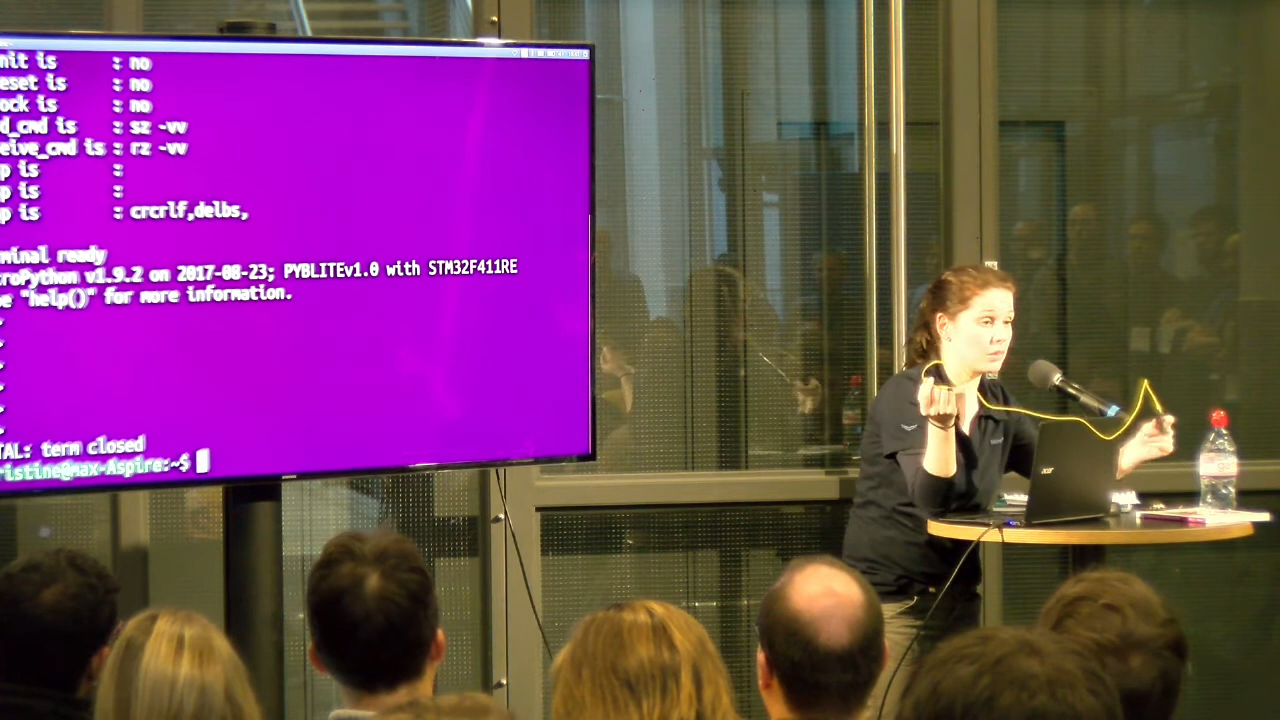 nit is : no
eset is : no
ock is : no
d_cmd is : sz -vv
eive_cmd is : rz -vv
p is :
p is :
p is : crcrlf,delbs,
minal ready
roPython v1.9.2 on 2017-08-23; PYBLITEv1.0 with STM32F411RE
e "help()" for more information.
TAL: term closed
ristine@max-Aspire:~$
acer